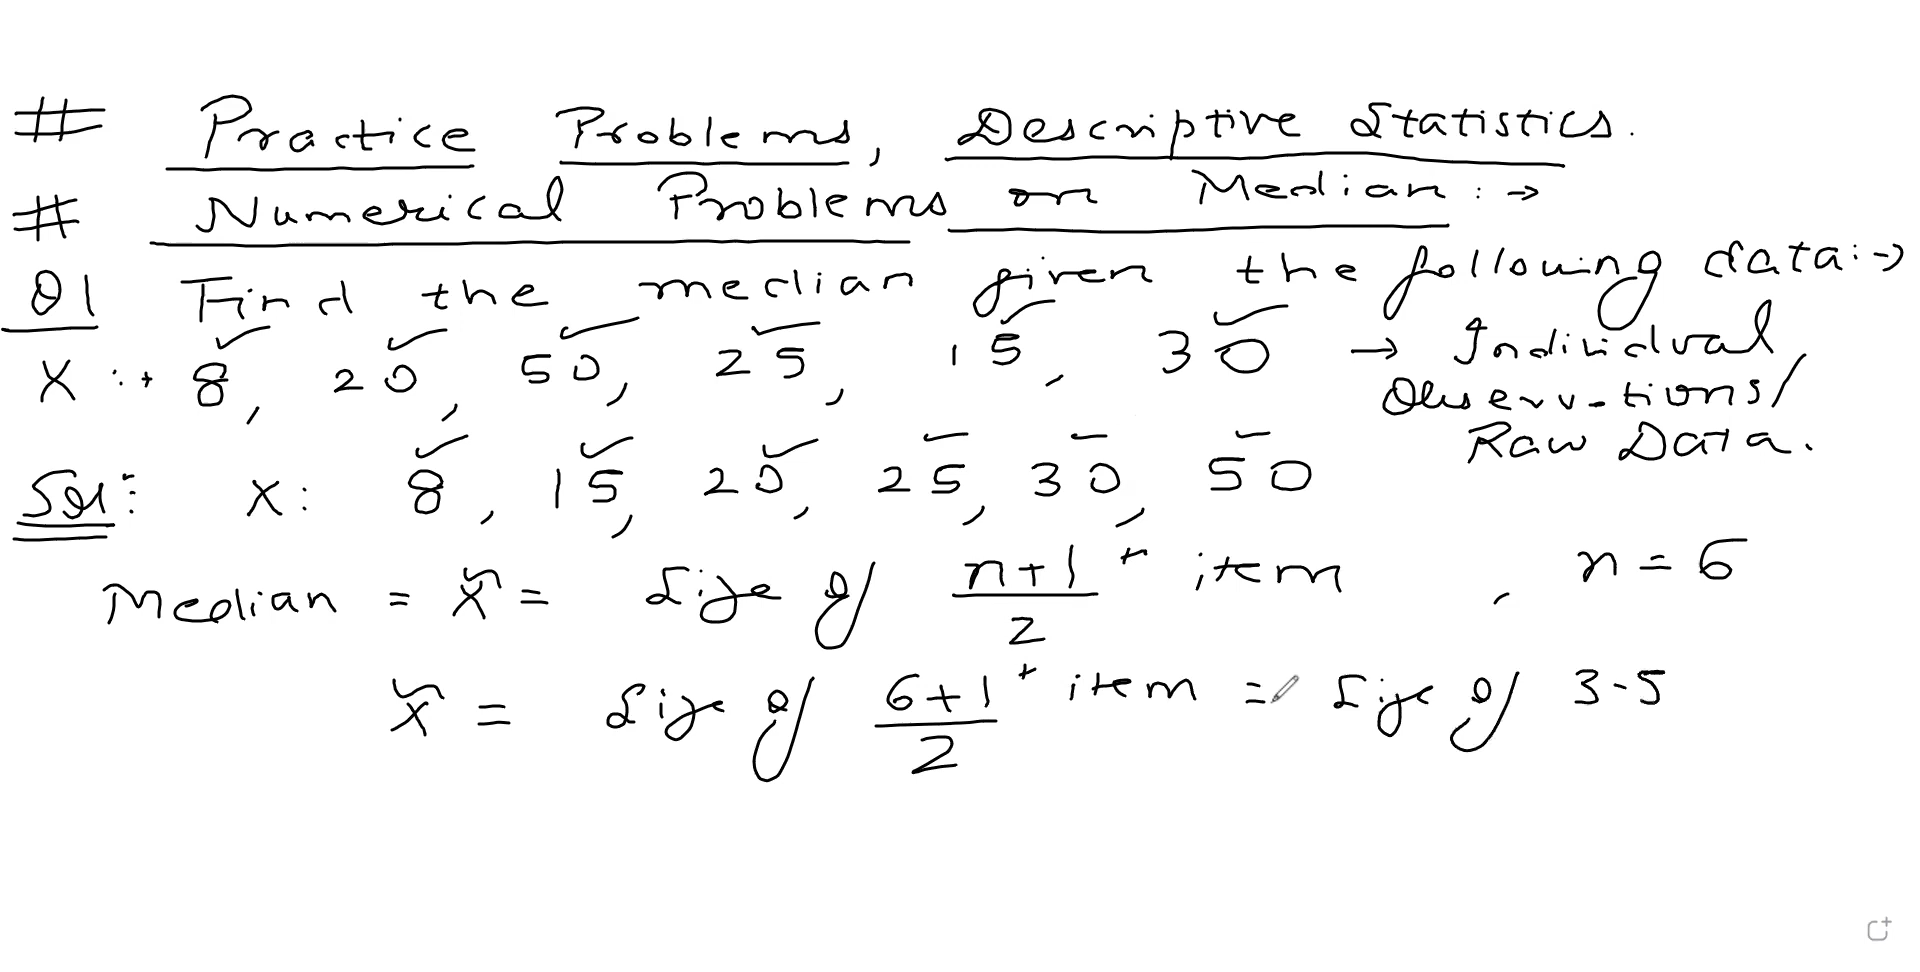 # Practice Problems, Descriptive Statistics.
# Numerical Problems on Median : →
Q1 Find the median given the following data :→
X :→ 8, 20, 50, 25, 15, 30 → Individual
Observations/
Raw Data.
Sol: X: 8, 15, 20, 25, 30, 50
Median = x̃ = Size of (n+1)/2 th item, n = 6
x̃ = Size of (6+1)/2 th item = Size of 3.5